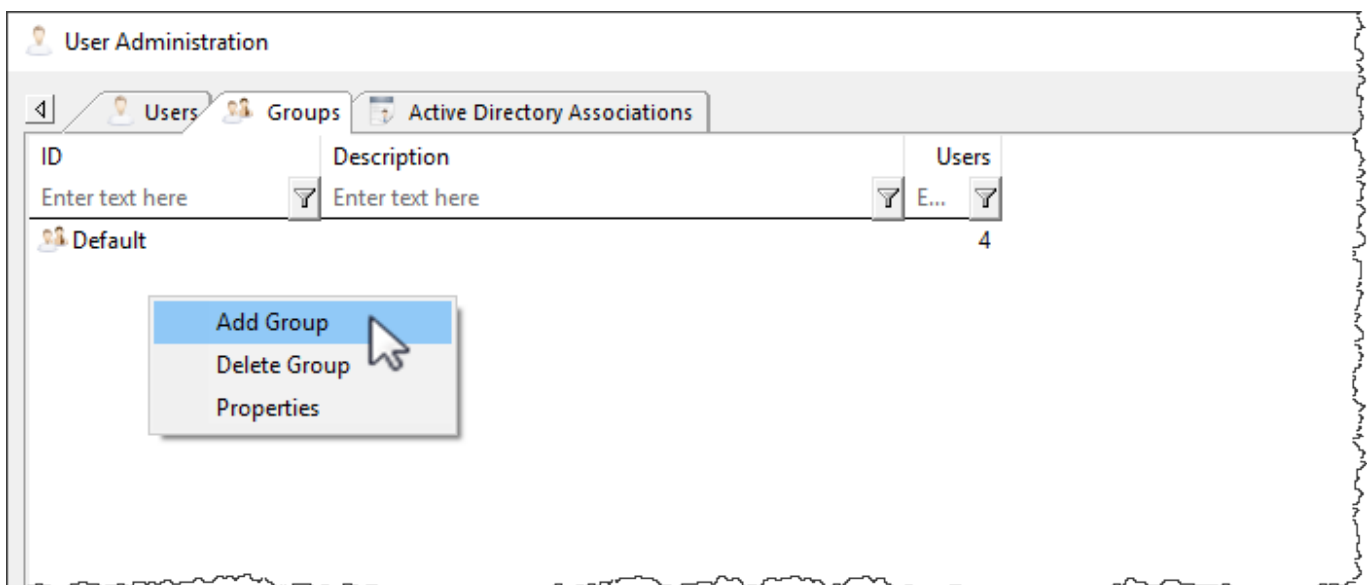 User Administration
Users Groups Active Directory Associations
ID Description Users
Enter text here Enter text here E...
Default 4
Add Group
Delete Group
Properties